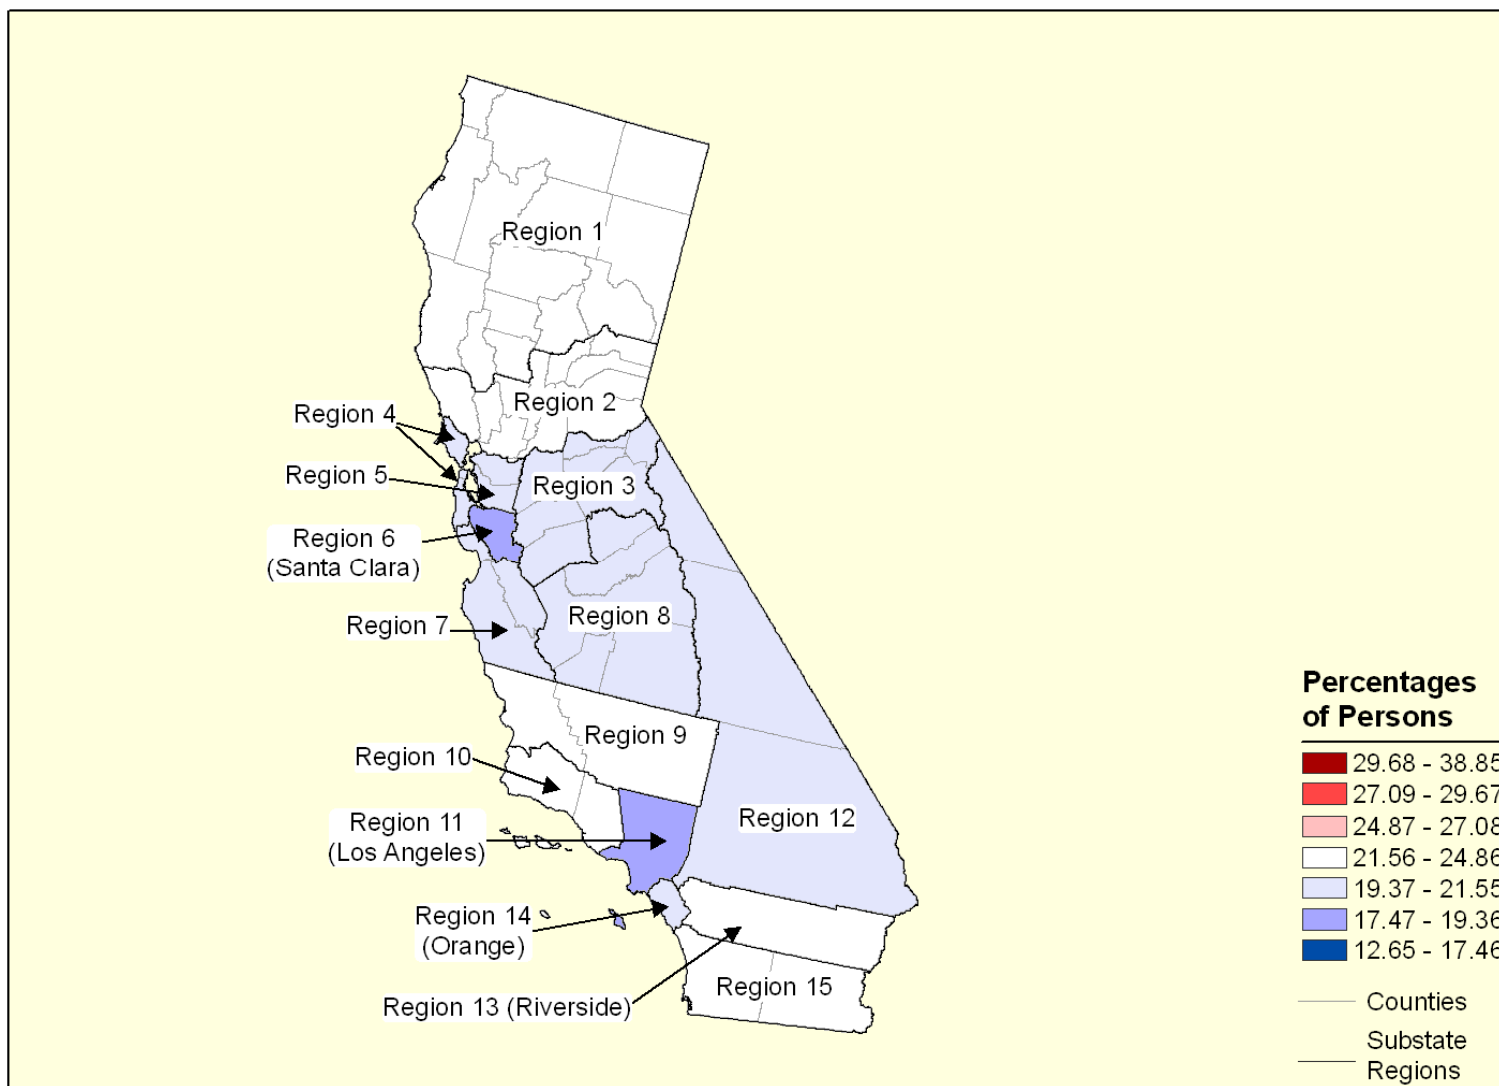 Region 1
Region 2
Region 4
Region 5
Region 3
Region 6
(Santa Clara)
Region 8
Region 7
Region 9
Region 10
Region 12
Region 11
(Los Angeles)
Region 14
(Orange)
Region 15
Region 13 (Riverside)
Percentages
of Persons
29.68 - 38.85
27.09 - 29.67
24.87 - 27.08
21.56 - 24.86
19.37 - 21.55
17.47 - 19.36
12.65 - 17.46
Counties
Substate
Regions